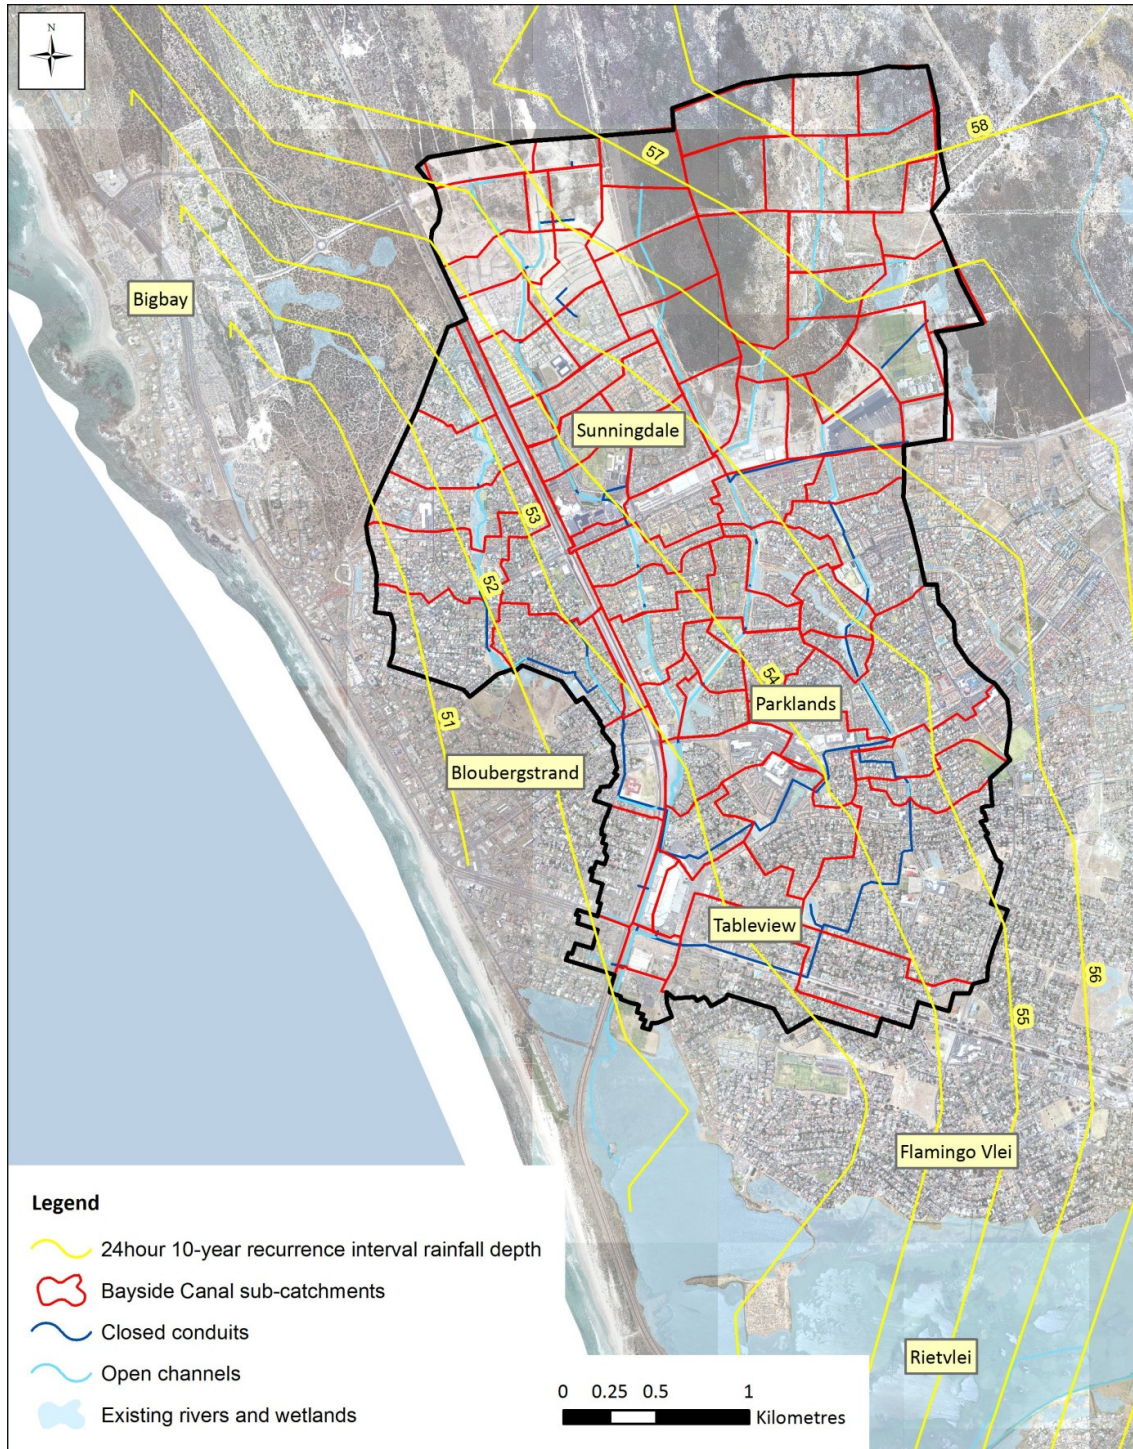 N
58
57
Bigbay
Sunningdale
53
52
54
Parklands
51
Bloubergstrand
Tableview
56
55
Flamingo Vlei
Legend
24hour 10-year recurrence interval rainfall depth
Bayside Canal sub-catchments
Closed conduits
Open channels
Existing rivers and wetlands
Rietvlei
0 0.25 0.5 1
Kilometres